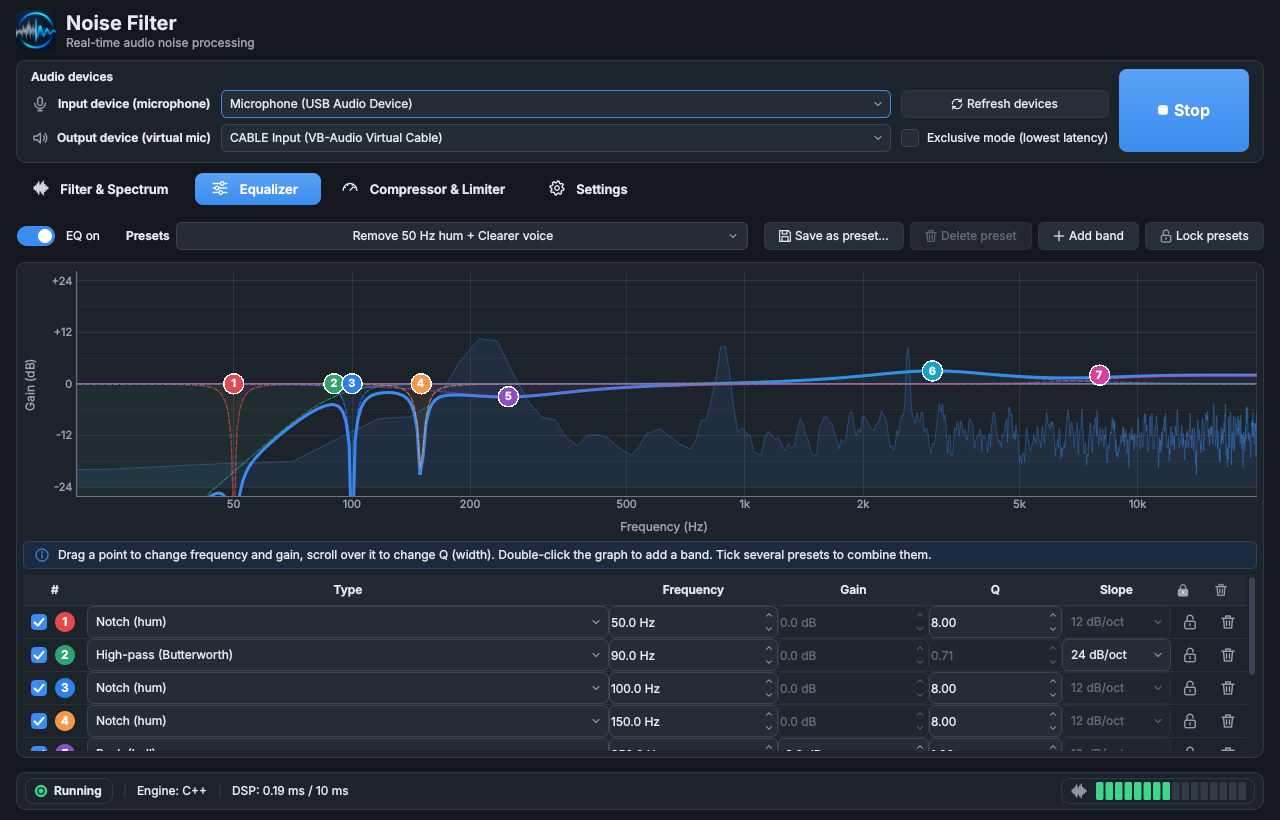 Noise Filter
Real-time audio noise processing
Audio devices
Input device (microphone) Microphone (USB Audio Device) Refresh devices Stop
Output device (virtual mic) CABLE Input (VB-Audio Virtual Cable) Exclusive mode (lowest latency)
Filter & Spectrum Equalizer Compressor & Limiter Settings
EQ on Presets Remove 50 Hz hum + Clearer voice Save as preset... Delete preset Add band Lock presets
+24
+12
0
-12
-24
Gain (dB)
1 2 3 4 5 6 7
50 100 200 500 1k 2k 5k 10k
Frequency (Hz)
Drag a point to change frequency and gain, scroll over it to change Q (width). Double-click the graph to add a band. Tick several presets to combine them.
# Type Frequency Gain Q Slope
1 Notch (hum) 50.0 Hz 0.0 dB 8.00 12 dB/oct
2 High-pass (Butterworth) 90.0 Hz 0.0 dB 0.71 24 dB/oct
3 Notch (hum) 100.0 Hz 0.0 dB 8.00 12 dB/oct
4 Notch (hum) 150.0 Hz 0.0 dB 8.00 12 dB/oct
Running Engine: C++ DSP: 0.19 ms / 10 ms